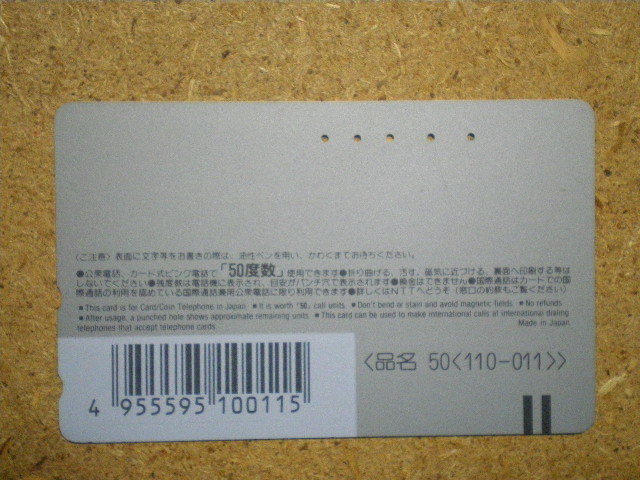 〈ご注意〉表面に文字等をお書きの際は、油性ペンを用い、かわくまでお待ちください。
●公衆電話、カード式ピンク電話で「50度数」使用できます●折り曲げる、汚す、磁気に近づける、裏面へ印刷する等は
しないでください●残度数は電話機に表示され、目安がパンチ穴で表示されます●換金はできません●国際通話はカードでの国
際通話の利用を認めている国際通話兼用公衆電話に限り利用できます●詳しくはNTTへどうぞ（窓口の約款もご覧ください）
■This card is for Card/Coin Telephone in Japan ■It is worth "50" call units. ■Don't bend or stain and avoid magnetic fields. ■No refunds
■After usage, a punched hole shows approximate remaining units. ■This card can be used to make international calls at international dialing
telephones that accept telephone cards.
Made in Japan
〈品名 50〈110-011〉〉
4 955595 100115